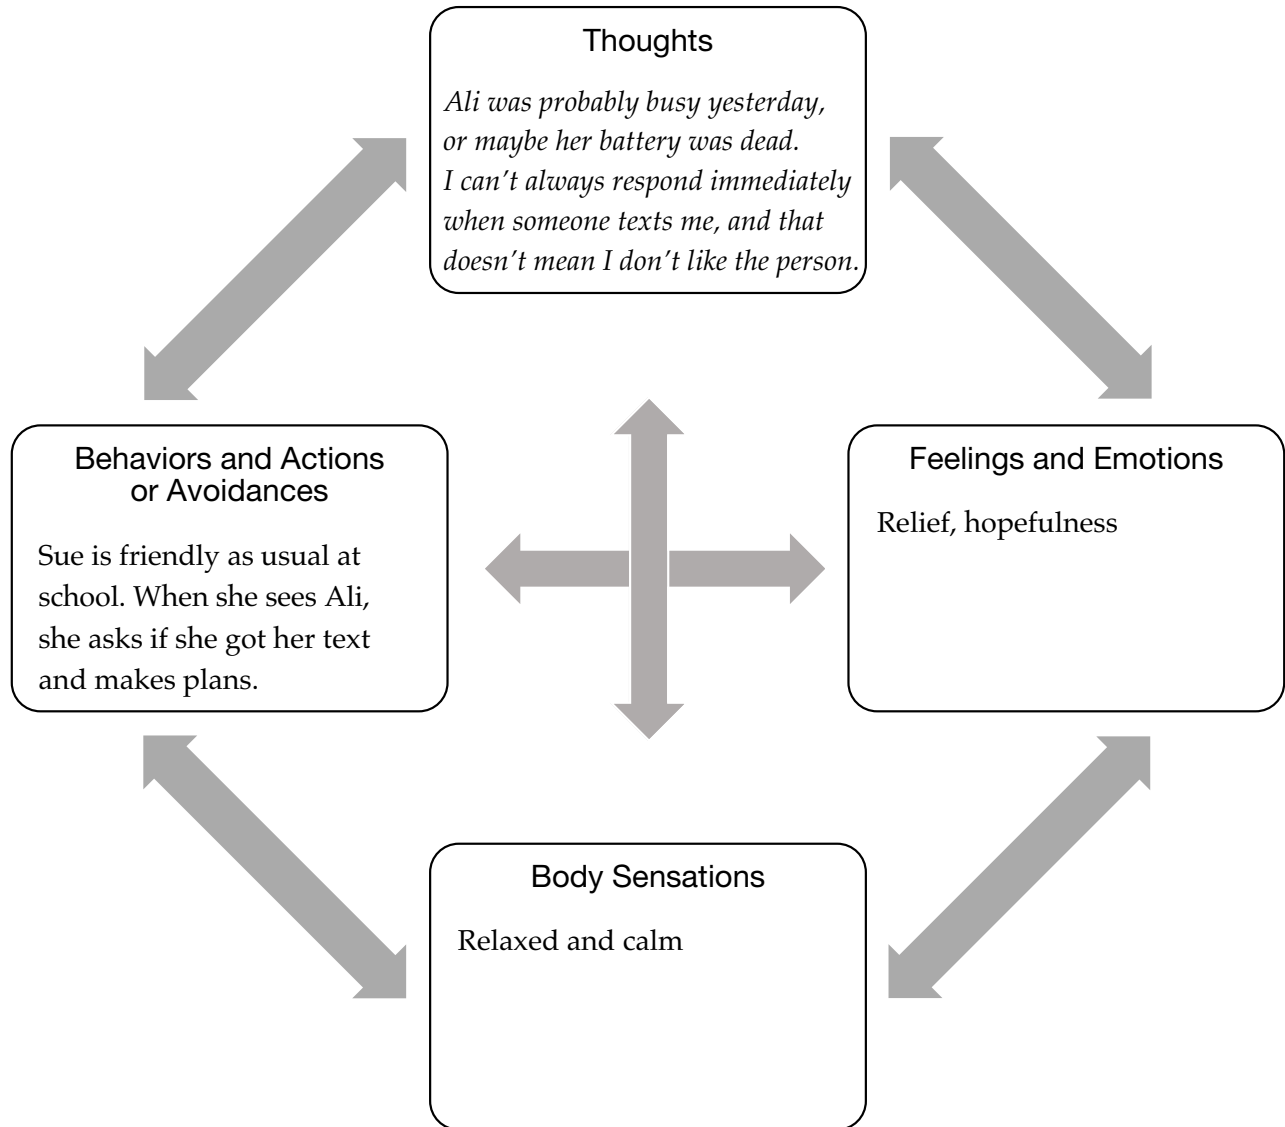 Thoughts
Ali was probably busy yesterday,
or maybe her battery was dead.
I can't always respond immediately
when someone texts me, and that
doesn't mean I don't like the person.
Behaviors and Actions
or Avoidances
Sue is friendly as usual at
school. When she sees Ali,
she asks if she got her text
and makes plans.
Feelings and Emotions
Relief, hopefulness
Body Sensations
Relaxed and calm